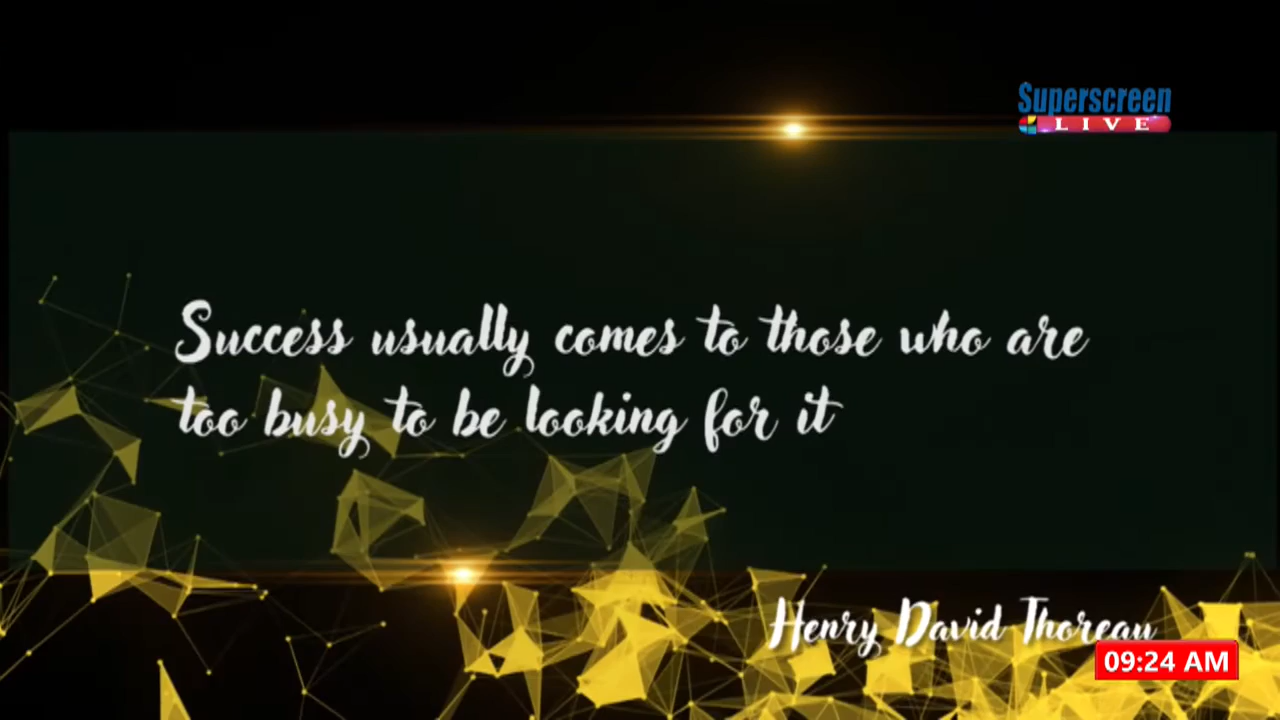 Superscreen
LIVE
Success usually comes to those who are
too busy to be looking for it
Henry David Thoreau
09:24 AM